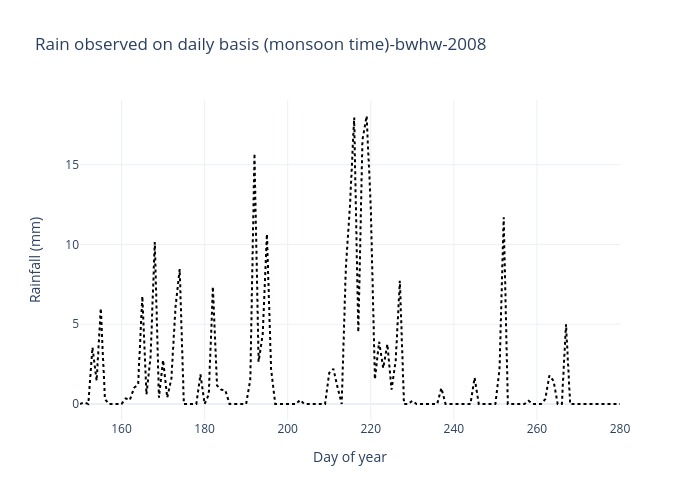 Rain observed on daily basis (monsoon time)-bwhw-2008
15
10
5
0
Rainfall (mm)
160 180 200 220 240 260 280
Day of year